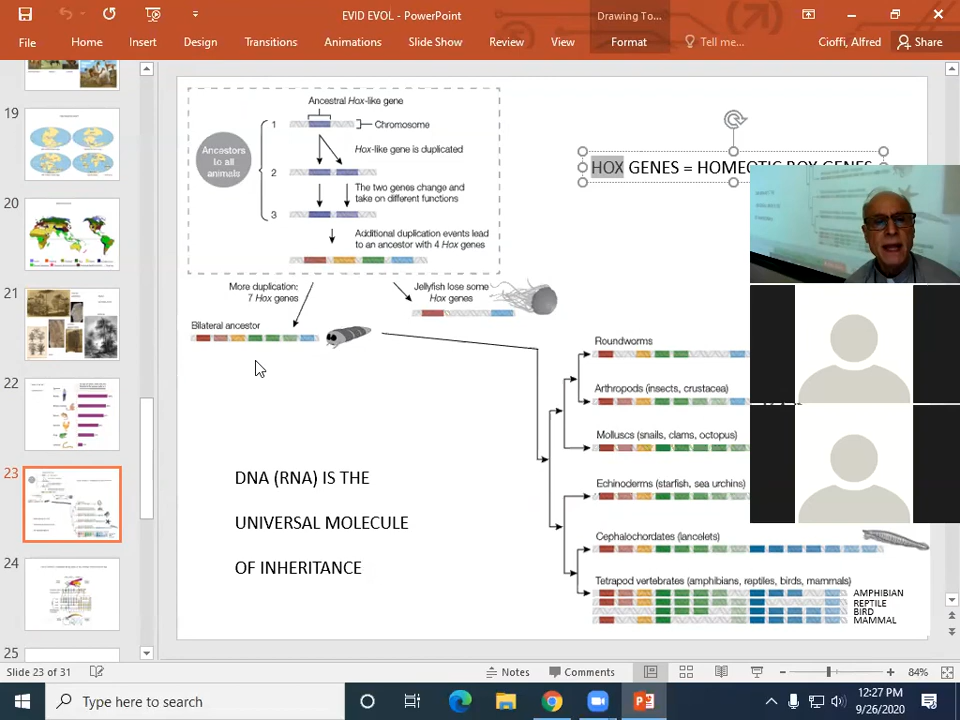 EVID EVOL - PowerPoint
Drawing To...
File
Home
Insert
Design
Transitions
Animations
Slide Show
Review
View
Format
Tell me...
Cioffi, Alfred
Share
19
20
21
22
23
24
25
Ancestral Hox-like gene
1
Chromosome
Ancestors
to all
animals
Hox-like gene is duplicated
2
The two genes change and
take on different functions
3
Additional duplication events lead
to an ancestor with 4 Hox genes
HOX GENES = HOMEOTIC BOX GENES
More duplication:
7 Hox genes
Jellyfish lose some
Hox genes
Bilateral ancestor
Roundworms
Arthropods (insects, crustacea)
Molluscs (snails, clams, octopus)
Echinoderms (starfish, sea urchins)
Cephalochordates (lancelets)
Tetrapod vertebrates (amphibians, reptiles, birds, mammals)
AMPHIBIAN
REPTILE
BIRD
MAMMAL
DNA (RNA) IS THE
UNIVERSAL MOLECULE
OF INHERITANCE
Slide 23 of 31
Notes
Comments
84%
Type here to search
12:27 PM
9/26/2020